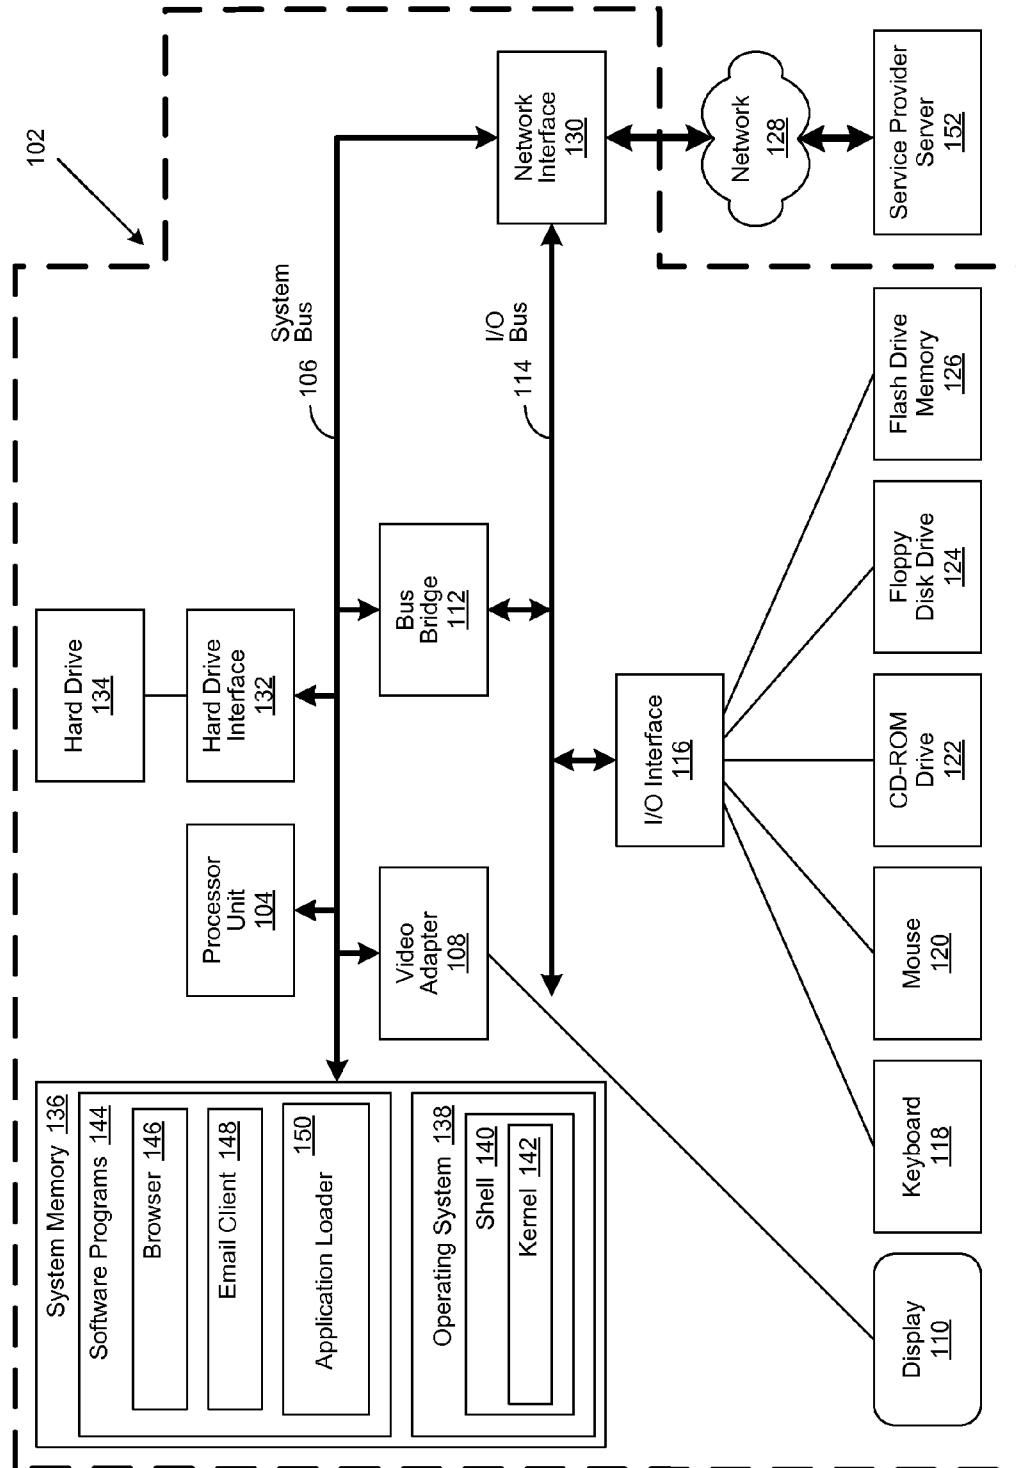 102
System Memory 136
Software Programs 144
Browser 146
Email Client 148
150
Application Loader
Operating System 138
Shell 140
Kernel 142
Hard Drive
134
Processor
Unit
104
Hard Drive
Interface
132
106
System
Bus
Video
Adapter
108
Bus
Bridge
112
114
I/O
Bus
Network
Interface
130
I/O Interface
116
Network
128
Display
110
Keyboard
118
Mouse
120
CD-ROM
Drive
122
Floppy
Disk Drive
124
Flash Drive
Memory
126
Service Provider
Server
152